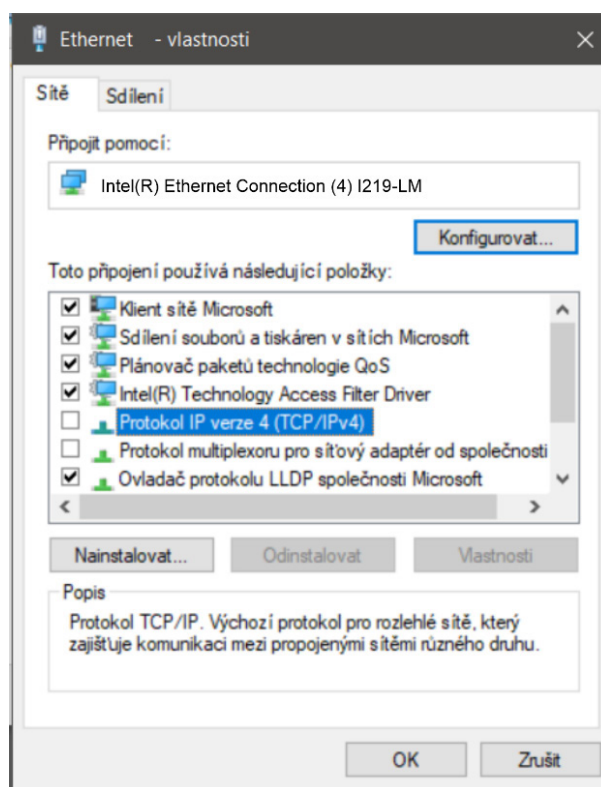 Ethernet - vlastnosti
Sítě
Sdílení
Připojit pomocí:
Intel(R) Ethernet Connection (4) I219-LM
Konfigurovat...
Toto připojení používá následující položky:
Klient sítě Microsoft
Sdílení souborů a tiskáren v sítích Microsoft
Plánovač paketů technologie QoS
Intel(R) Technology Access Filter Driver
Protokol IP verze 4 (TCP/IPv4)
Protokol multiplexoru pro síťový adaptér od společnosti
Ovladač protokolu LLDP společnosti Microsoft
Nainstalovat...
Odinstalovat
Vlastnosti
Popis
Protokol TCP/IP. Výchozí protokol pro rozlehlé sítě, který
zajišťuje komunikaci mezi propojenými sítěmi různého druhu.
OK
Zrušit